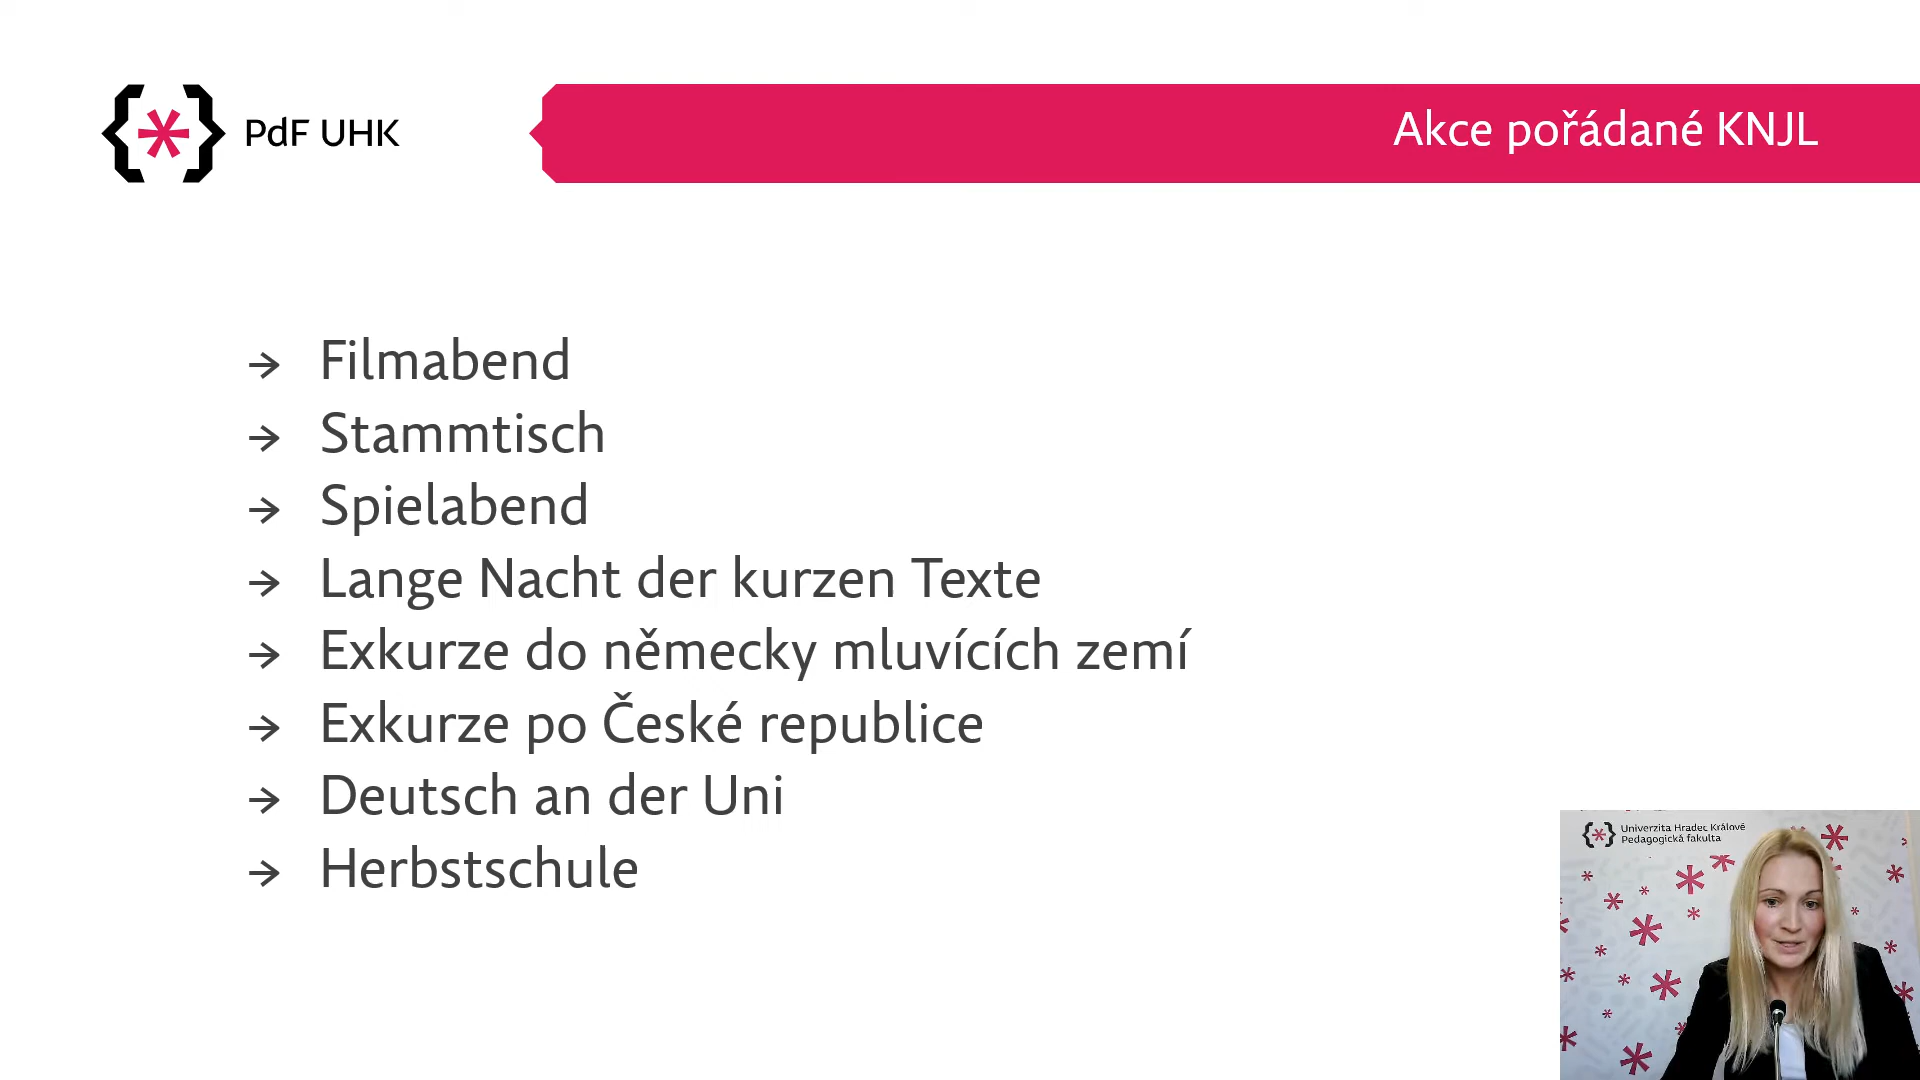 PdF UHK
Akce pořádané KNJL
→ Filmabend
→ Stammtisch
→ Spielabend
→ Lange Nacht der kurzen Texte
→ Exkurze do německy mluvících zemí
→ Exkurze po České republice
→ Deutsch an der Uni
→ Herbstschule
Univerzita Hradec Králové
Pedagogická fakulta